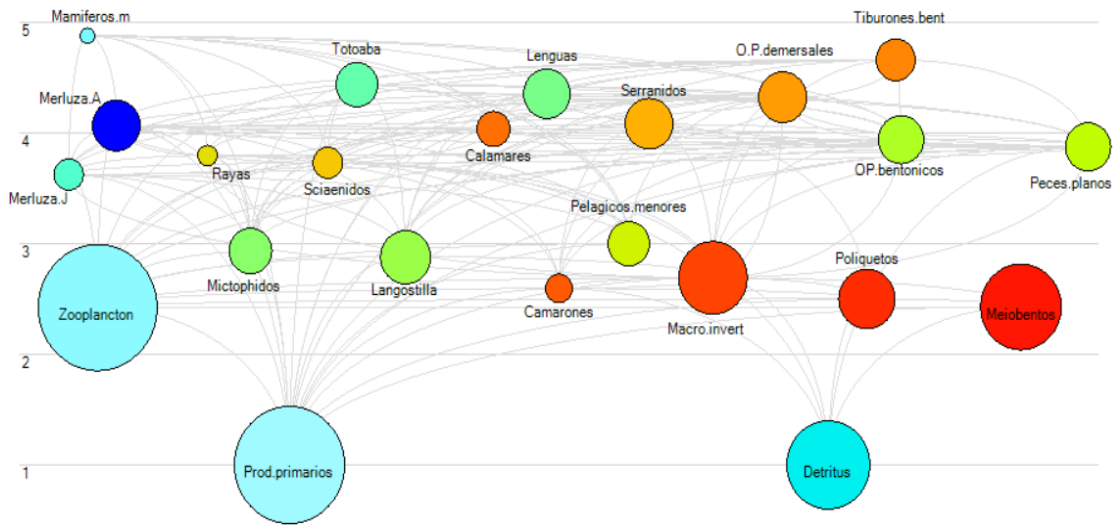 5
Mamiferos.m
Tiburones.bent
Totoaba
Lenguas
O.P.demersales
Merluza.A
Serranidos
4
Rayas
Sciaenidos
Calamares
OP.bentonicos
Peces.planos
Merluza.J
Pelagicos.menores
3
Mictophidos
Langostilla
Poliquetos
Zooplancton
Camarones
Macro.invert
Meiobentos
2
1
Prod.primarios
Detritus